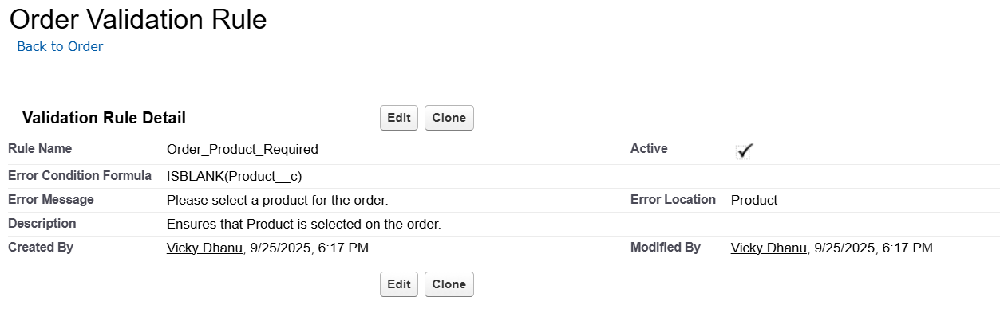 Order Validation Rule
Back to Order
Validation Rule Detail Edit Clone
Rule Name Order_Product_Required Active
Error Condition Formula ISBLANK(Product__c)
Error Message Please select a product for the order. Error Location Product
Description Ensures that Product is selected on the order.
Created By Vicky Dhanu, 9/25/2025, 6:17 PM Modified By Vicky Dhanu, 9/25/2025, 6:17 PM
Edit Clone